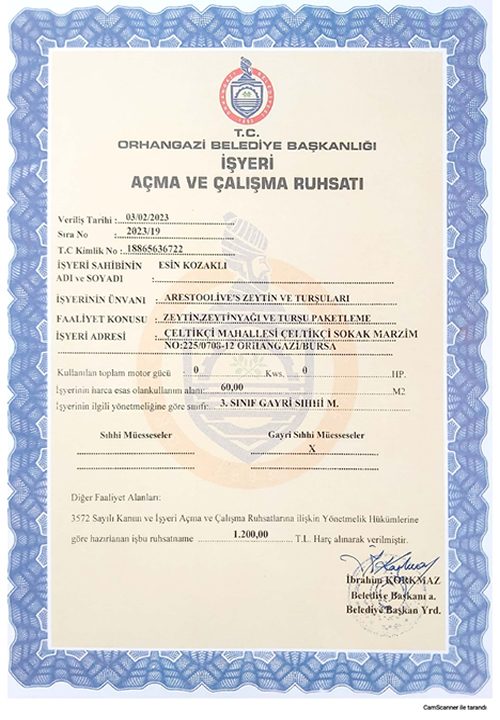 T.C.
ORHANGAZİ BELEDİYE BAŞKANLIĞI
İŞYERİ
AÇMA VE ÇALIŞMA RUHSATI
Veriliş Tarihi : 03/02/2023
Sıra No : 2023/19
T.C Kimlik No : 18865636722
İŞYERİ SAHİBİNİN ESİN KOZAKLI
ADI ve SOYADI :
İŞYERİNİN ÜNVANI : ARESTOOLİVE'S ZEYTİN VE TURŞULARI
FAALİYET KONUSU : ZEYTİN,ZEYTİNYAĞI VE TURŞU PAKETLEME
İŞYERİ ADRESİ : ÇELTİKÇİ MAHALLESİ ÇELTİKÇİ SOKAK MARZİM
NO:225/0708-12 ORHANGAZİ/BURSA
Kullanılan toplam motor gücü : 0 Kws. : 0 HP.
İşyerinin harca esas olankullanım alanı: 60,00 M2
İşyerinin ilgili yönetmeliğine göre sınıfı: 3. SINIF GAYRİ SIHHİ M.
Sıhhi Müesseseler Gayri Sıhhi Müesseseler
X
Diğer Faaliyet Alanları:
3572 Sayılı Kanun ve İşyeri Açma ve Çalışma Ruhsatlarına ilişkin Yönetmelik Hükümlerine
göre hazırlanan işbu ruhsatname 1.200,00 T.L. Harç alınarak verilmiştir.
İbrahim KORKMAZ
Belediye Başkanı a.
Belediye Başkan Yrd.
CamScanner ile tarandı